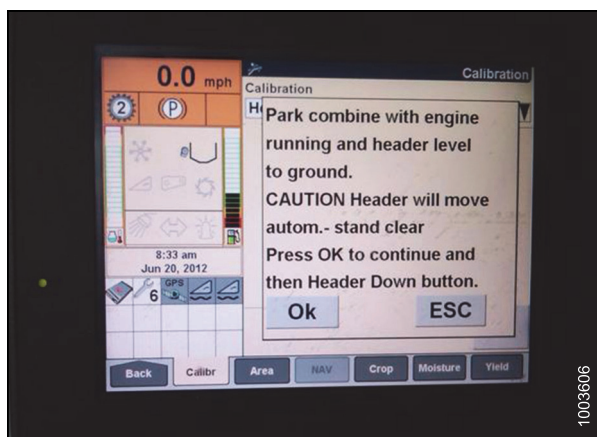 0.0 mph
Calibration
Calibration
2 (P)
He
Park combine with engine
running and header level
to ground.
CAUTION Header will move
autom.- stand clear
Press OK to continue and
then Header Down button.
Ok ESC
8:33 am
Jun 20, 2012
6 GPS
Back Calibr Area NAV Crop Moisture Yield
1003606